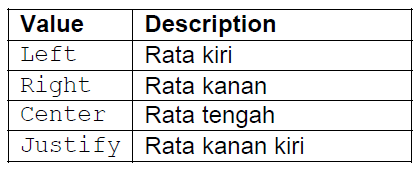 Value Description
Left Rata kiri
Right Rata kanan
Center Rata tengah
Justify Rata kanan kiri